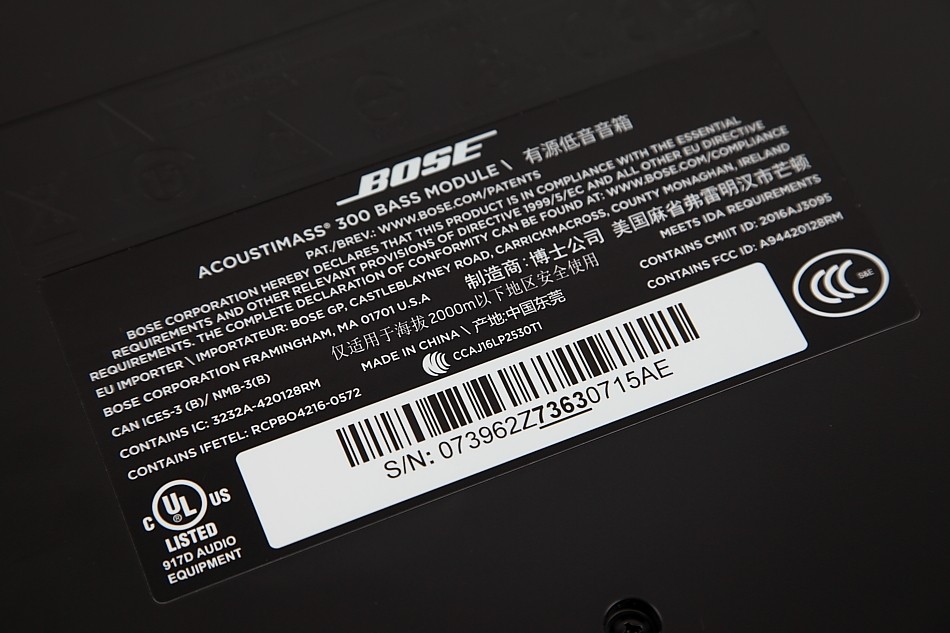 BOSE
ACOUSTIMASS® 300 BASS MODULE \ 有源低音音箱
PAT./BREV.: WWW.BOSE.COM/PATENTS
BOSE CORPORATION HEREBY DECLARES THAT THIS PRODUCT IS IN COMPLIANCE WITH THE ESSENTIAL
REQUIREMENTS AND OTHER RELEVANT PROVISIONS OF DIRECTIVE 1999/5/EC AND ALL OTHER EU DIRECTIVE
REQUIREMENTS. THE COMPLETE DECLARATION OF CONFORMITY CAN BE FOUND AT: WWW.BOSE.COM/COMPLIANCE
EU IMPORTER \ IMPORTATEUR: BOSE GP, CASTLEBLAYNEY ROAD, CARRICKMACROSS, COUNTY MONAGHAN, IRELAND
BOSE CORPORATION FRAMINGHAM, MA 01701 U.S.A 制造商: 博士公司 美国麻省弗雷明汉市芒顿
CAN ICES-3 (B)/ NMB-3(B) 仅适用于海拔2000m以下地区安全使用 MEETS IDA REQUIREMENTS
CONTAINS IC: 3232A-420128RM MADE IN CHINA \ 产地:中国东莞 CONTAINS CMIIT ID: 2016AJ3095
CONTAINS IFETEL: RCPBO4216-0572 CCAJ16LP2530T1 CONTAINS FCC ID: A94420128RM
CCC S&E
S/N: 073962Z73630715AE
C UL® US
LISTED
917D AUDIO
EQUIPMENT